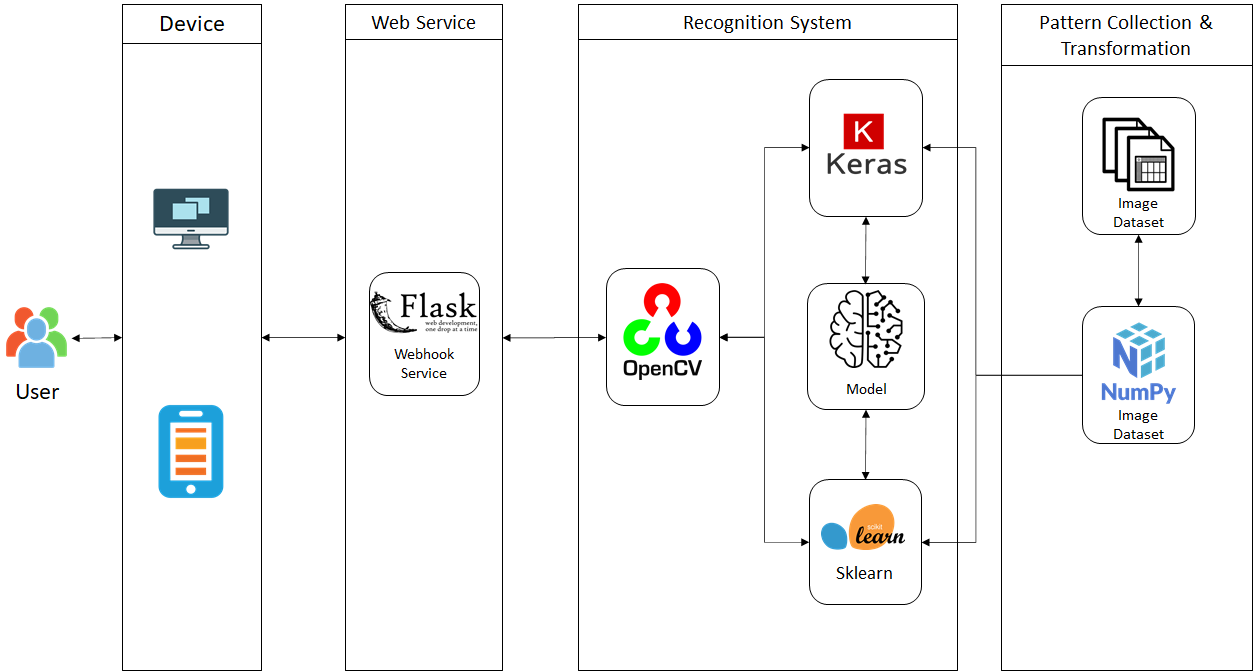 Device
Web Service
Recognition System
Pattern Collection &
Transformation
User
Flask
web development,
one drop at a time
Webhook
Service
OpenCV
K
Keras
Model
scikit
learn
Sklearn
Image
Dataset
N
NumPy
Image
Dataset